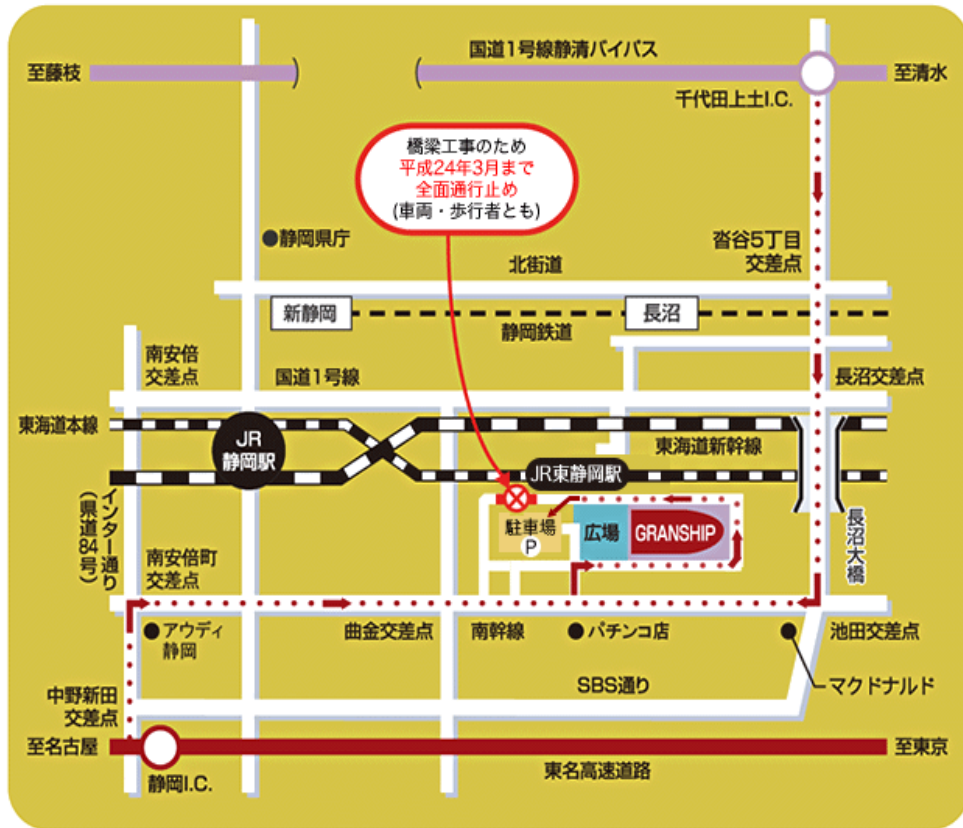 国道1号線静清バイパス
至藤枝
至清水
千代田上土I.C.
橋梁工事のため
平成24年3月まで
全面通行止め
(車両・歩行者とも)
●静岡県庁
沓谷5丁目
交差点
北街道
新静岡
長沼
静岡鉄道
南安倍
交差点
国道1号線
長沼交差点
東海道本線
JR
静岡駅
東海道新幹線
JR東静岡駅
インター通り
(県道84号)
駐車場
P
広場
GRANSHIP
長沼大橋
南安倍町
交差点
●アウディ
静岡
曲金交差点
南幹線
●パチンコ店
池田交差点
マクドナルド
SBS通り
中野新田
交差点
至名古屋
至東京
東名高速道路
静岡I.C.